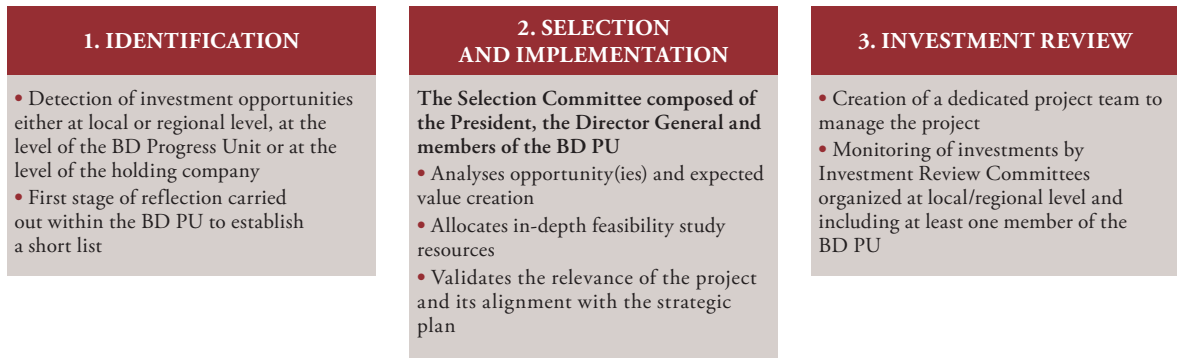 1. IDENTIFICATION
• Detection of investment opportunities
either at local or regional level, at the
level of the BD Progress Unit or at the
level of the holding company
• First stage of reflection carried
out within the BD PU to establish
a short list
2. SELECTION
AND IMPLEMENTATION
The Selection Committee composed of
the President, the Director General and
members of the BD PU
• Analyses opportunity(ies) and expected
value creation
• Allocates in-depth feasibility study
resources
• Validates the relevance of the project
and its alignment with the strategic
plan
3. INVESTMENT REVIEW
• Creation of a dedicated project team to
manage the project
• Monitoring of investments by
Investment Review Committees
organized at local/regional level and
including at least one member of the
BD PU